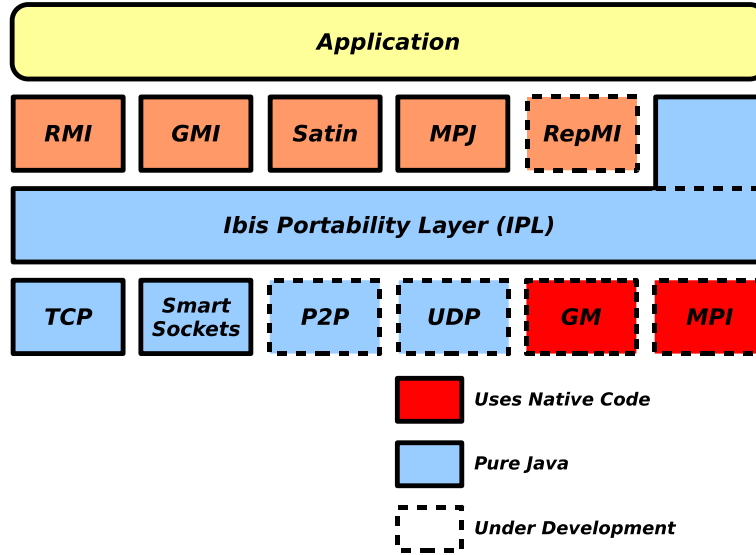 Application
RMI
GMI
Satin
MPJ
RepMI
Ibis Portability Layer (IPL)
TCP
Smart
Sockets
P2P
UDP
GM
MPI
Uses Native Code
Pure Java
Under Development